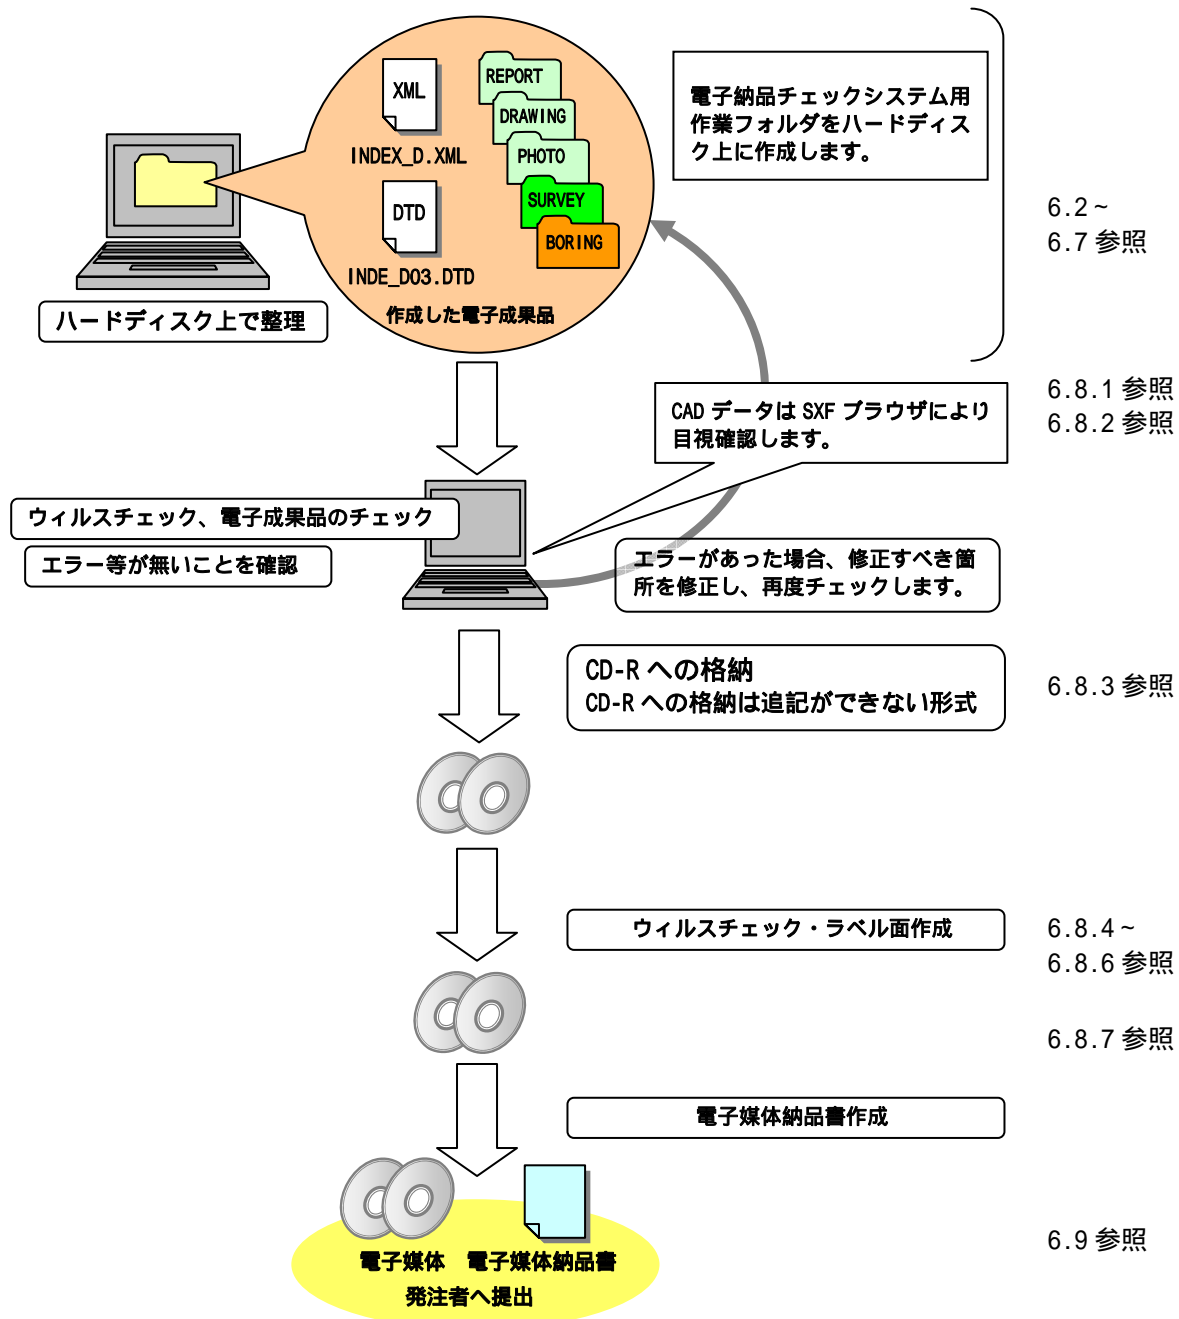 XML
INDEX_D.XML
DTD
INDE_D03.DTD
REPORT
DRAWING
PHOTO
SURVEY
BORING
作成した電子成果品
ハードディスク上で整理
電子納品チェックシステム用
作業フォルダをハードディス
ク上に作成します。
6.2~
6.7 参照
CAD データは SXF ブラウザにより
目視確認します。
6.8.1 参照
6.8.2 参照
ウィルスチェック、電子成果品のチェック
エラー等が無いことを確認
エラーがあった場合、修正すべき箇
所を修正し、再度チェックします。
CD-R への格納
CD-R への格納は追記ができない形式
6.8.3 参照
ウィルスチェック・ラベル面作成
6.8.4~
6.8.6 参照
6.8.7 参照
電子媒体納品書作成
電子媒体 電子媒体納品書
発注者へ提出
6.9 参照